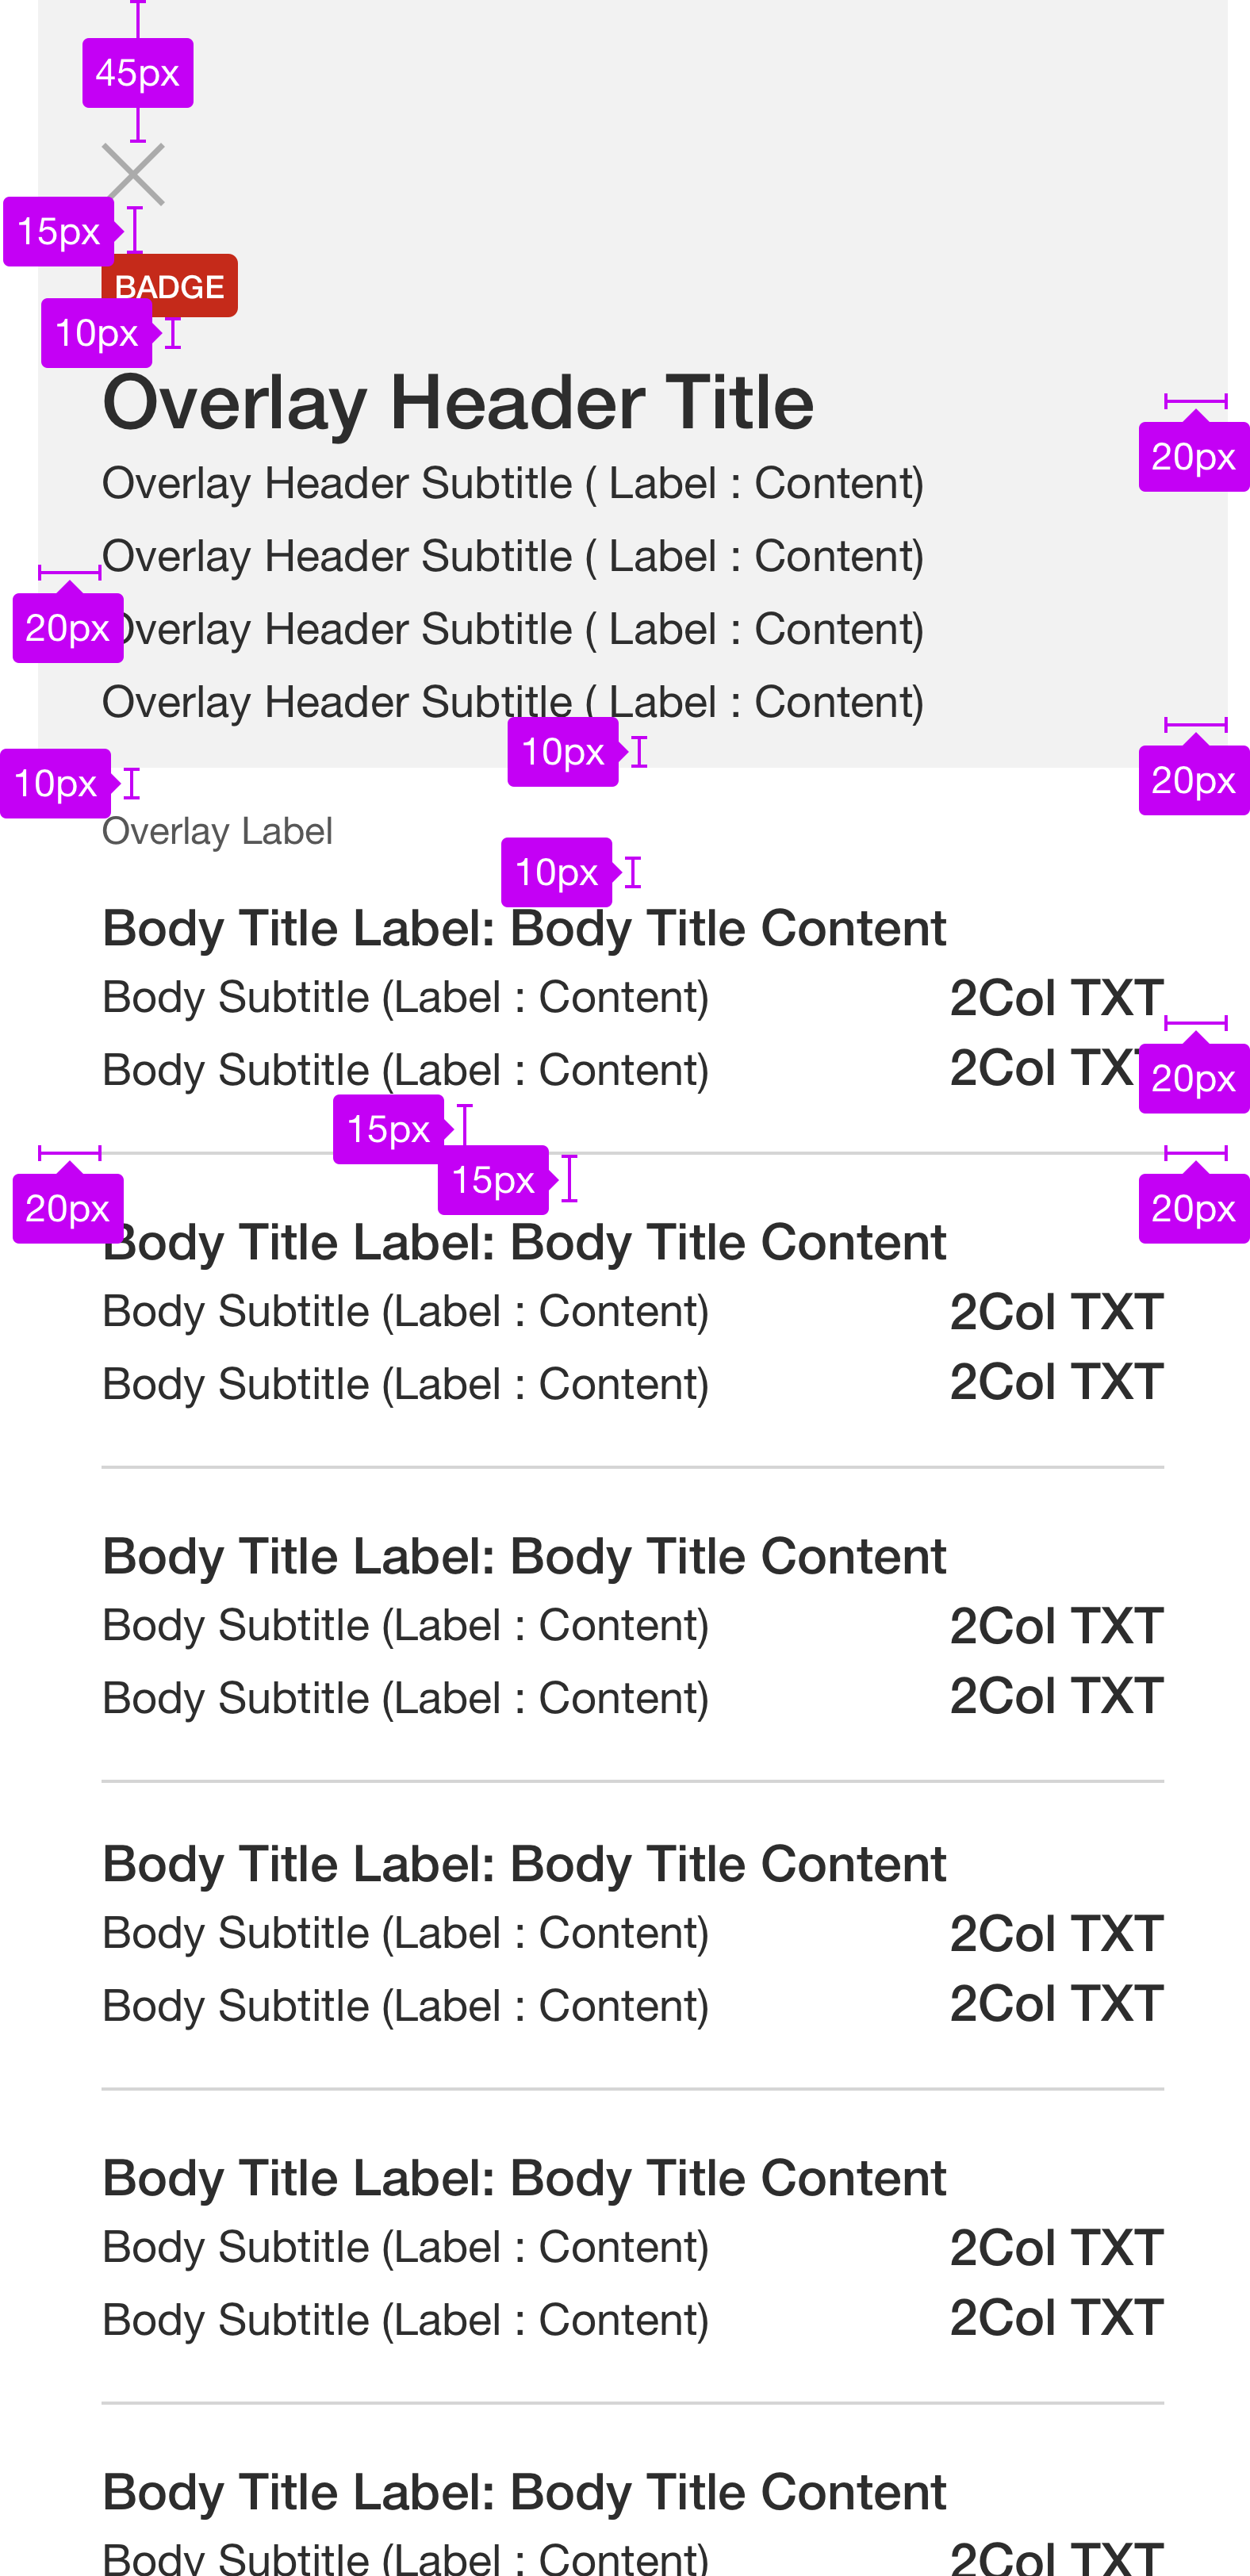 45px
15px
BADGE
10px
Overlay Header Title
20px
Overlay Header Subtitle ( Label : Content)
Overlay Header Subtitle ( Label : Content)
20px
Overlay Header Subtitle ( Label : Content)
Overlay Header Subtitle ( Label : Content)
10px
20px
10px
Overlay Label
10px
Body Title Label: Body Title Content
Body Subtitle (Label : Content) 2Col TXT
Body Subtitle (Label : Content) 2Col TXT
20px
15px
15px
20px
20px
Body Title Label: Body Title Content
Body Subtitle (Label : Content) 2Col TXT
Body Subtitle (Label : Content) 2Col TXT
Body Title Label: Body Title Content
Body Subtitle (Label : Content) 2Col TXT
Body Subtitle (Label : Content) 2Col TXT
Body Title Label: Body Title Content
Body Subtitle (Label : Content) 2Col TXT
Body Subtitle (Label : Content) 2Col TXT
Body Title Label: Body Title Content
Body Subtitle (Label : Content) 2Col TXT
Body Subtitle (Label : Content) 2Col TXT
Body Title Label: Body Title Content
Body Subtitle (Label : Content) 2Col TXT